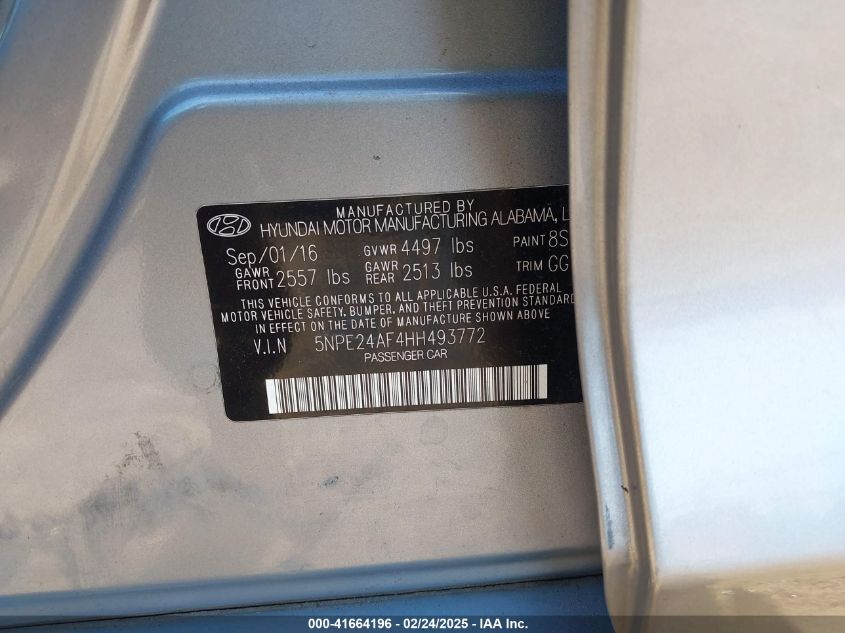 MANUFACTURED BY
HYUNDAI MOTOR MANUFACTURING ALABAMA, L
Sep/01/16 GVWR 4497 lbs PAINT 8S
GAWR FRONT 2557 lbs GAWR REAR 2513 lbs TRIM GG
THIS VEHICLE CONFORMS TO ALL APPLICABLE U.S.A. FEDERAL
MOTOR VEHICLE SAFETY, BUMPER, AND THEFT PREVENTION STANDARD
IN EFFECT ON THE DATE OF MANUFACTURE SHOWN ABOVE.
V.I.N 5NPE24AF4HH493772
PASSENGER CAR
000-41664196 - 02/24/2025 - IAA Inc.